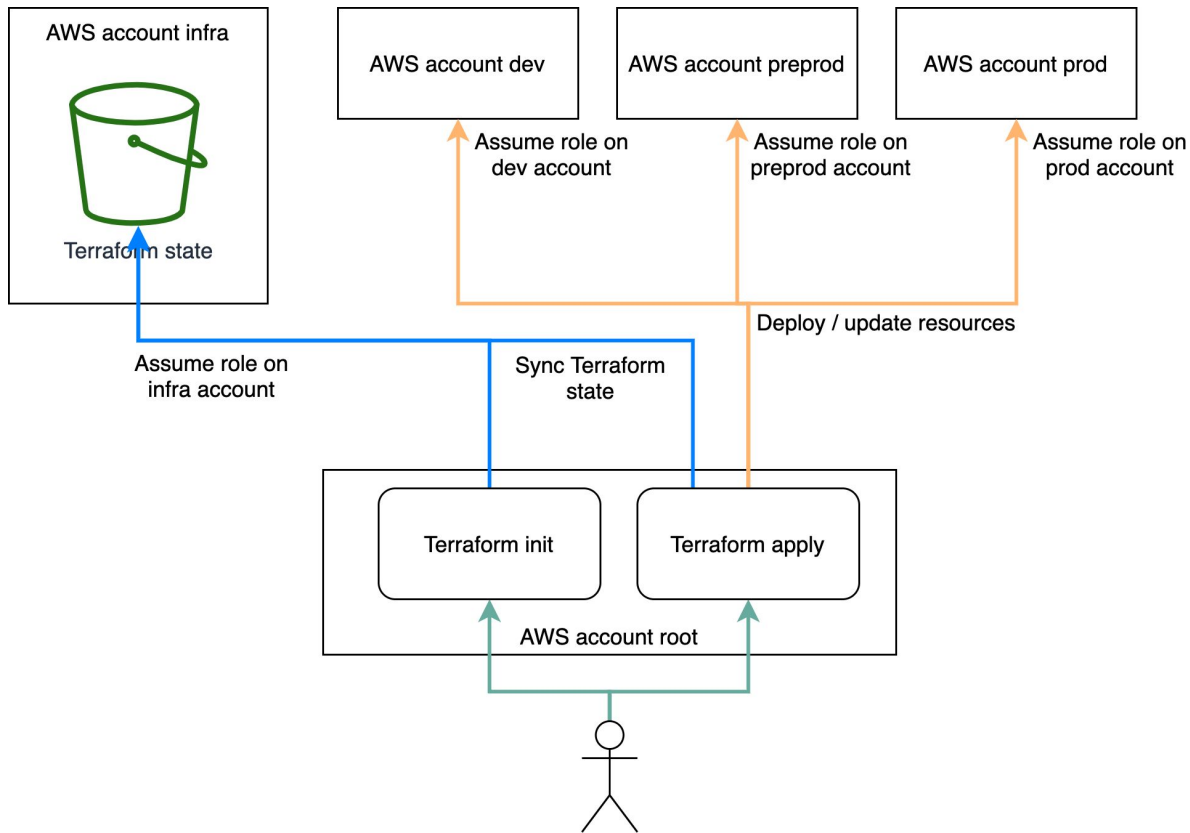 AWS account infra
Terraform state
AWS account dev
AWS account preprod
AWS account prod
Assume role on
dev account
Assume role on
preprod account
Assume role on
prod account
Deploy / update resources
Assume role on
infra account
Sync Terraform
state
Terraform init
Terraform apply
AWS account root